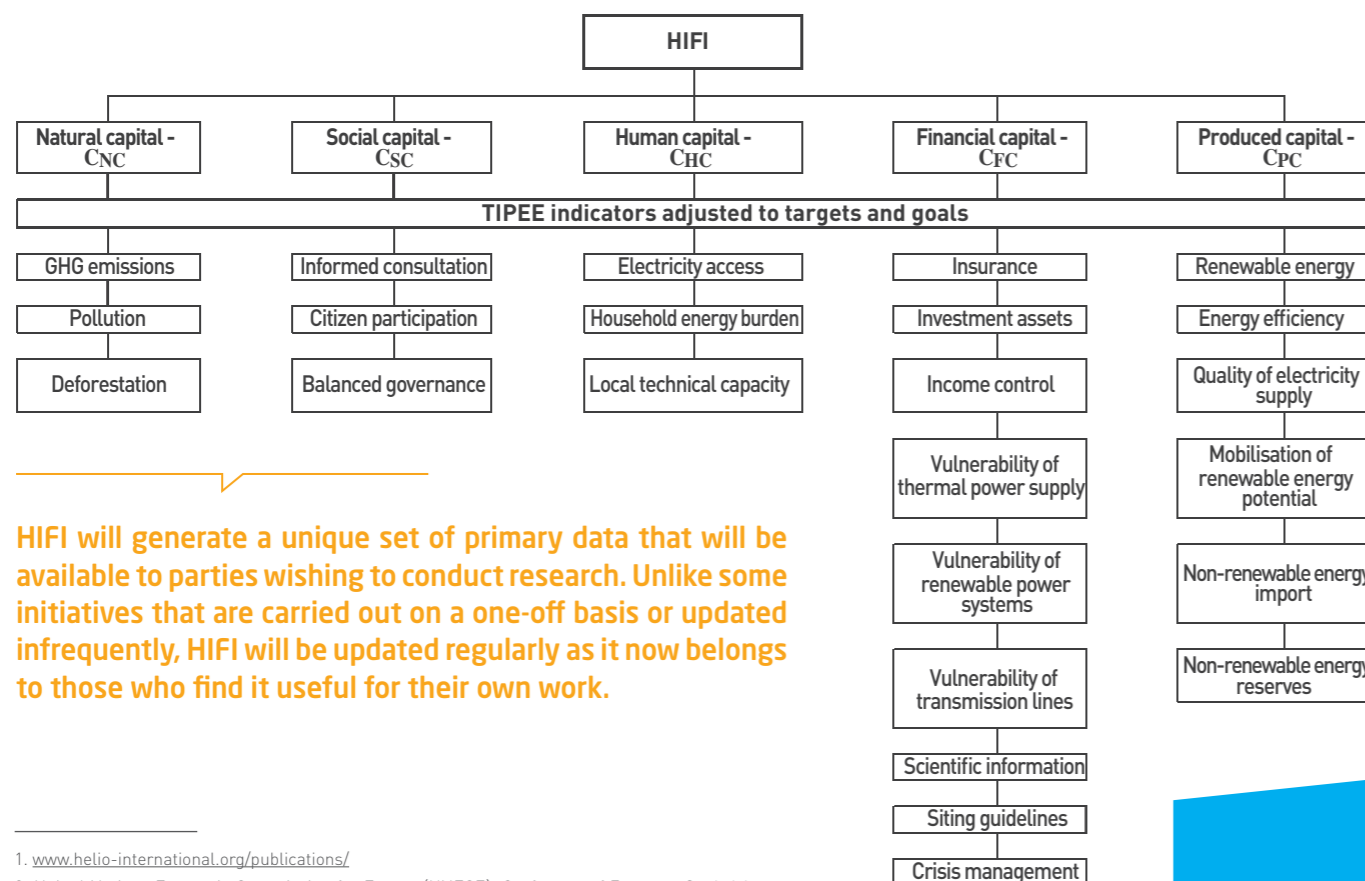 HIFI
Natural capital -
CNC
Social capital -
CSC
Human capital -
CHC
Financial capital -
CFC
Produced capital -
CPC
TIPEE indicators adjusted to targets and goals
GHG emissions
Pollution
Deforestation
Informed consultation
Citizen participation
Balanced governance
Electricity access
Household energy burden
Local technical capacity
Insurance
Investment assets
Income control
Vulnerability of
thermal power supply
Vulnerability of
renewable power
systems
Vulnerability of
transmission lines
Scientific information
Siting guidelines
Crisis management
Renewable energy
Energy efficiency
Quality of electricity
supply
Mobilisation of
renewable energy
potential
Non-renewable energy
import
Non-renewable energy
reserves
HIFI will generate a unique set of primary data that will be
available to parties wishing to conduct research. Unlike some
initiatives that are carried out on a one-off basis or updated
infrequently, HIFI will be updated regularly as it now belongs
to those who find it useful for their own work.
1. www.helio-international.org/publications/